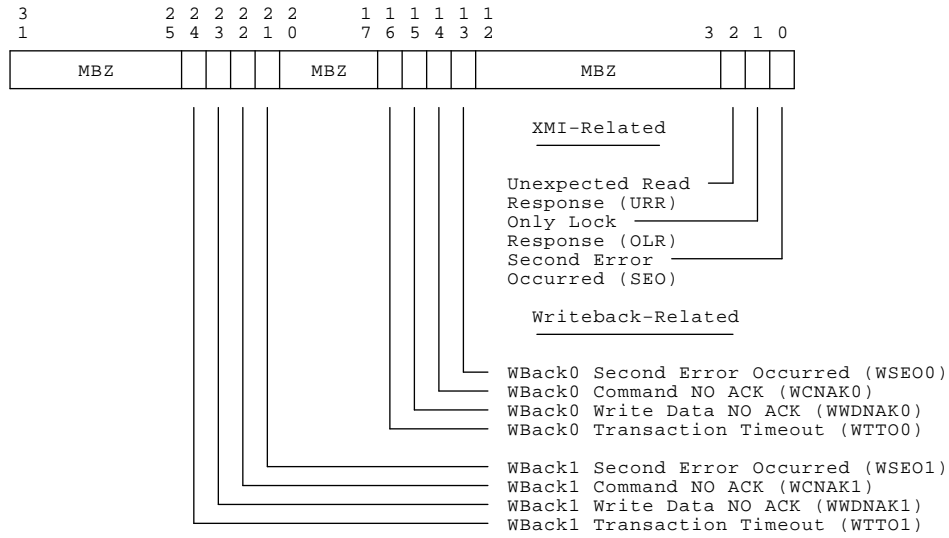 3 2 2 2 2 2 2 1 1 1 1 1 1
1 5 4 3 2 1 0 7 6 5 4 3 2 3 2 1 0
MBZ MBZ MBZ
XMI-Related
Unexpected Read
Response (URR)
Only Lock
Response (OLR)
Second Error
Occurred (SEO)
Writeback-Related
WBack0 Second Error Occurred (WSEO0)
WBack0 Command NO ACK (WCNAK0)
WBack0 Write Data NO ACK (WWDNAK0)
WBack0 Transaction Timeout (WTTO0)
WBack1 Second Error Occurred (WSEO1)
WBack1 Command NO ACK (WCNAK1)
WBack1 Write Data NO ACK (WWDNAK1)
WBack1 Transaction Timeout (WTTO1)